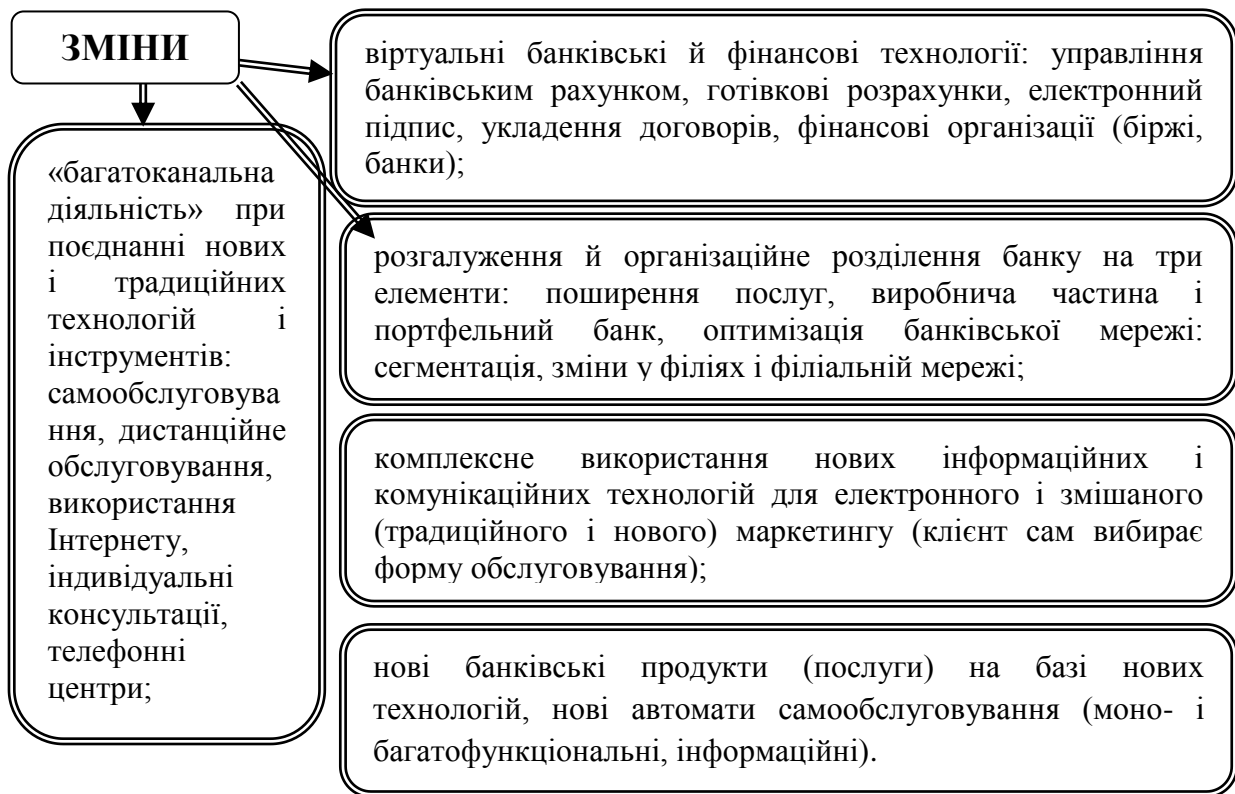 ЗМІНИ
«багатоканальна
діяльність» при
поєднанні нових
і традиційних
технологій і
інструментів:
самообслуговува
ння, дистанційне
обслуговування,
використання
Інтернету,
індивідуальні
консультації,
телефонні
центри;
віртуальні банківські й фінансові технології: управління
банківським рахунком, готівкові розрахунки, електронний
підпис, укладення договорів, фінансові організації (біржі,
банки);
розгалуження й організаційне розділення банку на три
елементи: поширення послуг, виробнича частина і
портфельний банк, оптимізація банківської мережі:
сегментація, зміни у філіях і філіальній мережі;
комплексне використання нових інформаційних і
комунікаційних технологій для електронного і змішаного
(традиційного і нового) маркетингу (клієнт сам вибирає
форму обслуговування);
нові банківські продукти (послуги) на базі нових
технологій, нові автомати самообслуговування (моно- і
багатофункціональні, інформаційні).